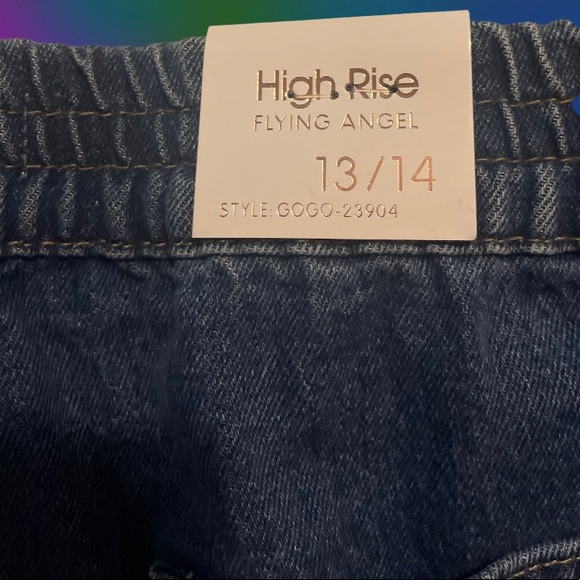 High Rise
FLYING ANGEL
13/14
STYLE: GOGO-23904